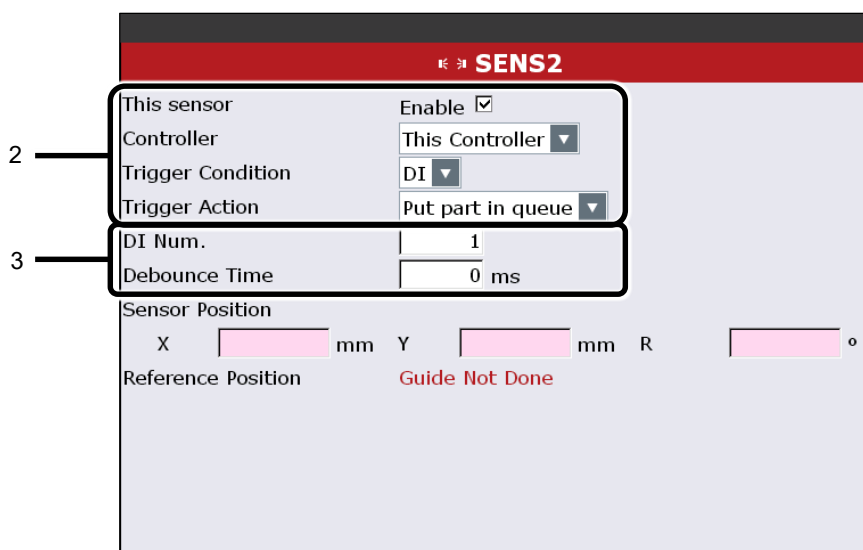 SENS2
This sensor Enable
Controller This Controller
2
Trigger Condition DI
Trigger Action Put part in queue
DI Num. 1
3
Debounce Time 0 ms
Sensor Position
X mm Y mm R °
Reference Position Guide Not Done